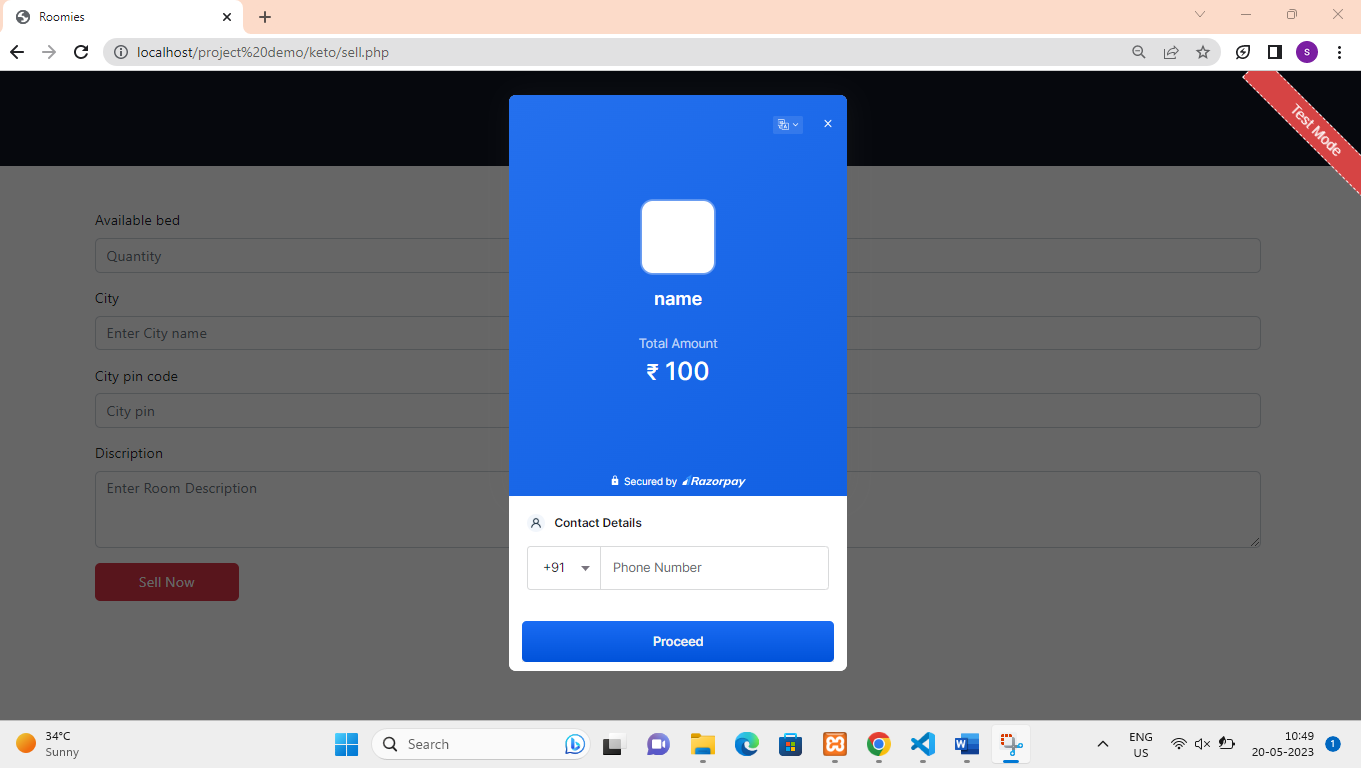 Roomies
localhost/project%20demo/keto/sell.php
S
Test Mode
Available bed
Quantity
City
Enter City name
City pin code
City pin
Discription
Enter Room Description
Sell Now
name
Total Amount
₹ 100
Secured by Razorpay
Contact Details
+91
Phone Number
Proceed
34°C
Sunny
Search
ENG
US
10:49
20-05-2023
1